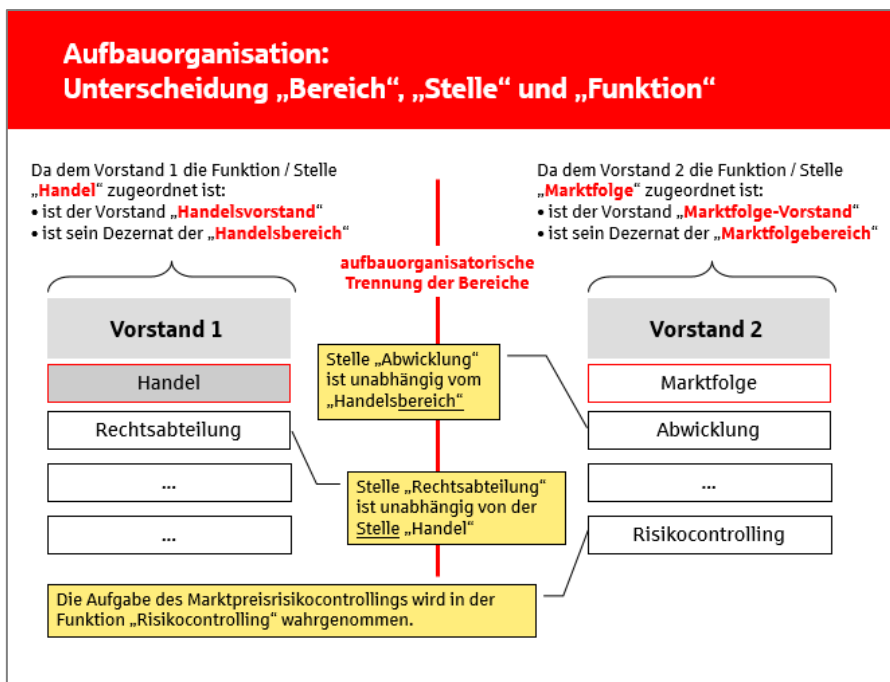 Aufbauorganisation:
Unterscheidung „Bereich“, „Stelle“ und „Funktion“
Da dem Vorstand 1 die Funktion / Stelle
„Handel“ zugeordnet ist:
• ist der Vorstand „Handelsvorstand“
• ist sein Dezernat der „Handelsbereich“
Da dem Vorstand 2 die Funktion / Stelle
„Marktfolge“ zugeordnet ist:
• ist der Vorstand „Marktfolge-Vorstand“
• ist sein Dezernat der „Marktfolgebereich“
aufbauorganisatorische
Trennung der Bereiche
Vorstand 1
Handel
Rechtsabteilung
...
...
Stelle „Abwicklung“
ist unabhängig vom
„Handelsbereich“
Stelle „Rechtsabteilung“
ist unabhängig von der
Stelle „Handel“
Vorstand 2
Marktfolge
Abwicklung
...
Risikocontrolling
Die Aufgabe des Marktpreisrisikocontrollings wird in der
Funktion „Risikocontrolling“ wahrgenommen.